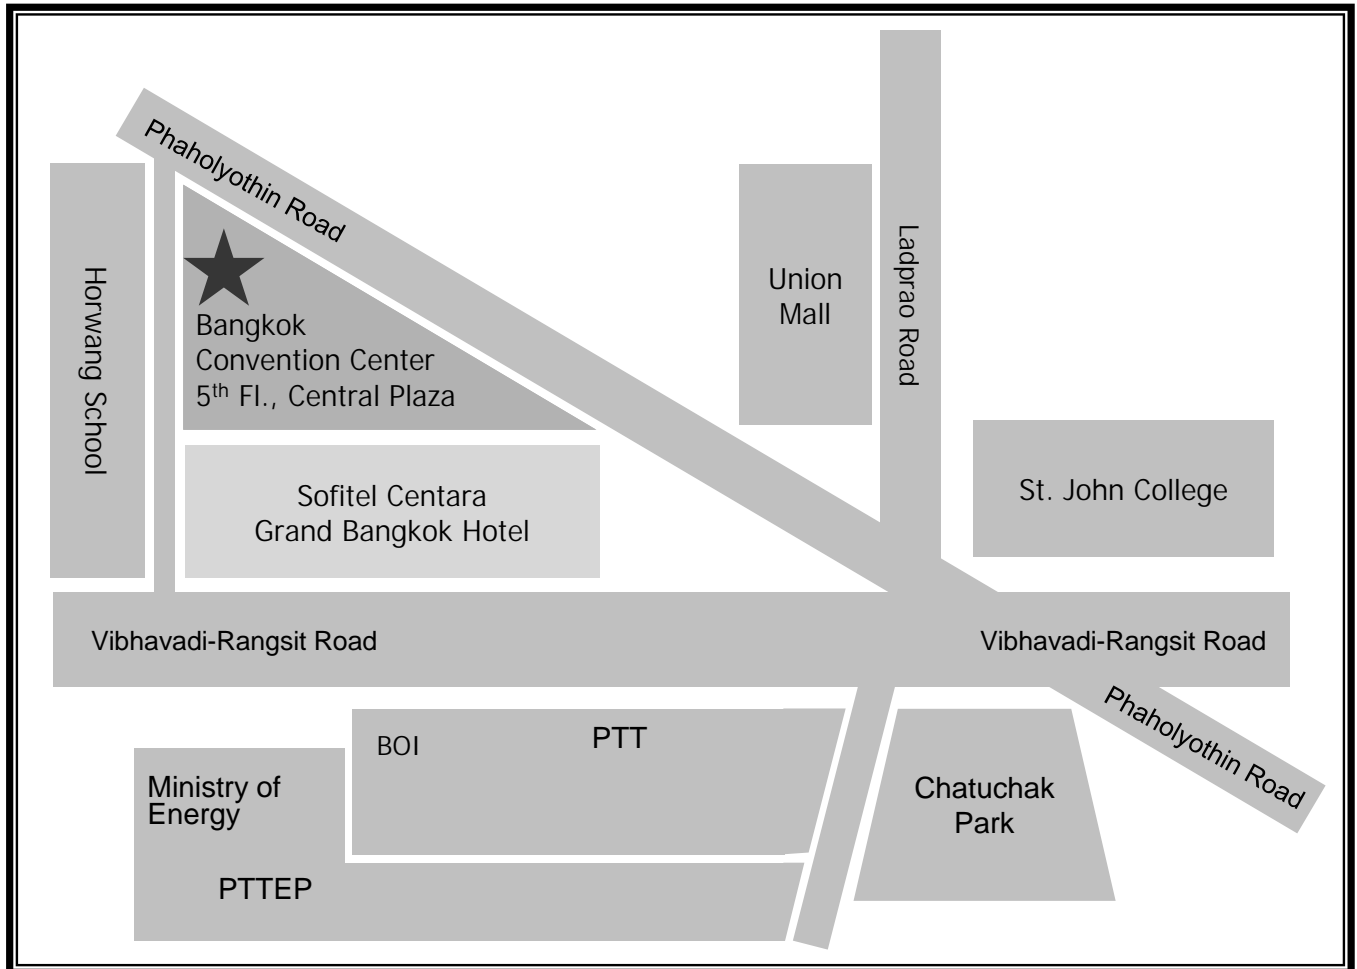 Phaholyothin Road
Ladprao Road
Horwang School
Union
Mall
Bangkok
Convention Center
5th Fl., Central Plaza
St. John College
Sofitel Centara
Grand Bangkok Hotel
Vibhavadi-Rangsit Road
Vibhavadi-Rangsit Road
Phaholyothin Road
BOI
PTT
Ministry of
Energy
Chatuchak
Park
PTTEP